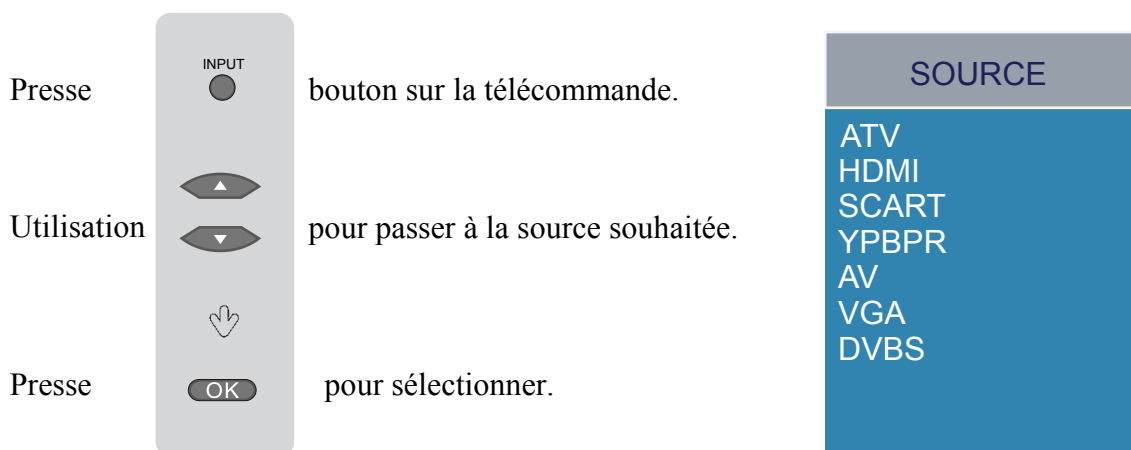 INPUT
Presse bouton sur la télécommande.
Utilisation pour passer à la source souhaitée.
Presse OK pour sélectionner.
SOURCE
ATV
HDMI
SCART
YPBPR
AV
VGA
DVBS